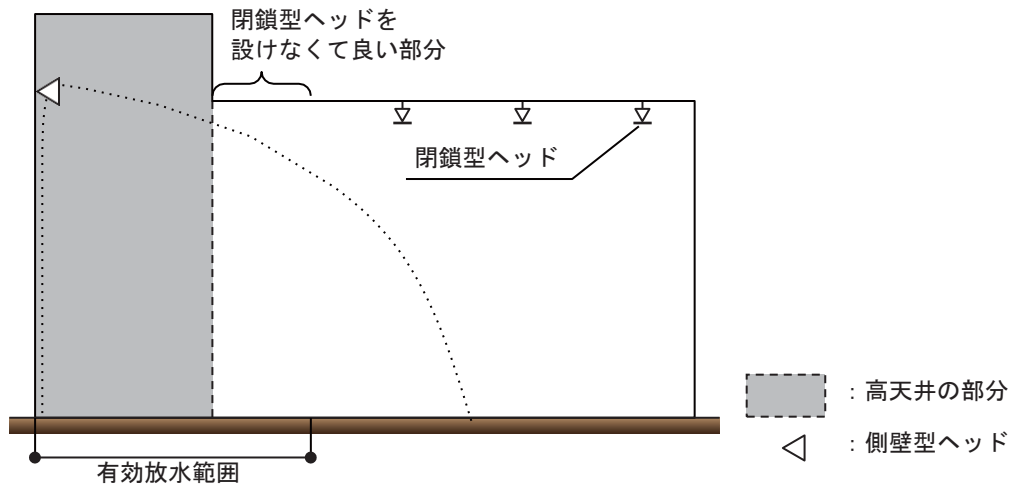 閉鎖型ヘッドを
設けなくて良い部分
閉鎖型ヘッド
：高天井の部分
：側壁型ヘッド
有効放水範囲